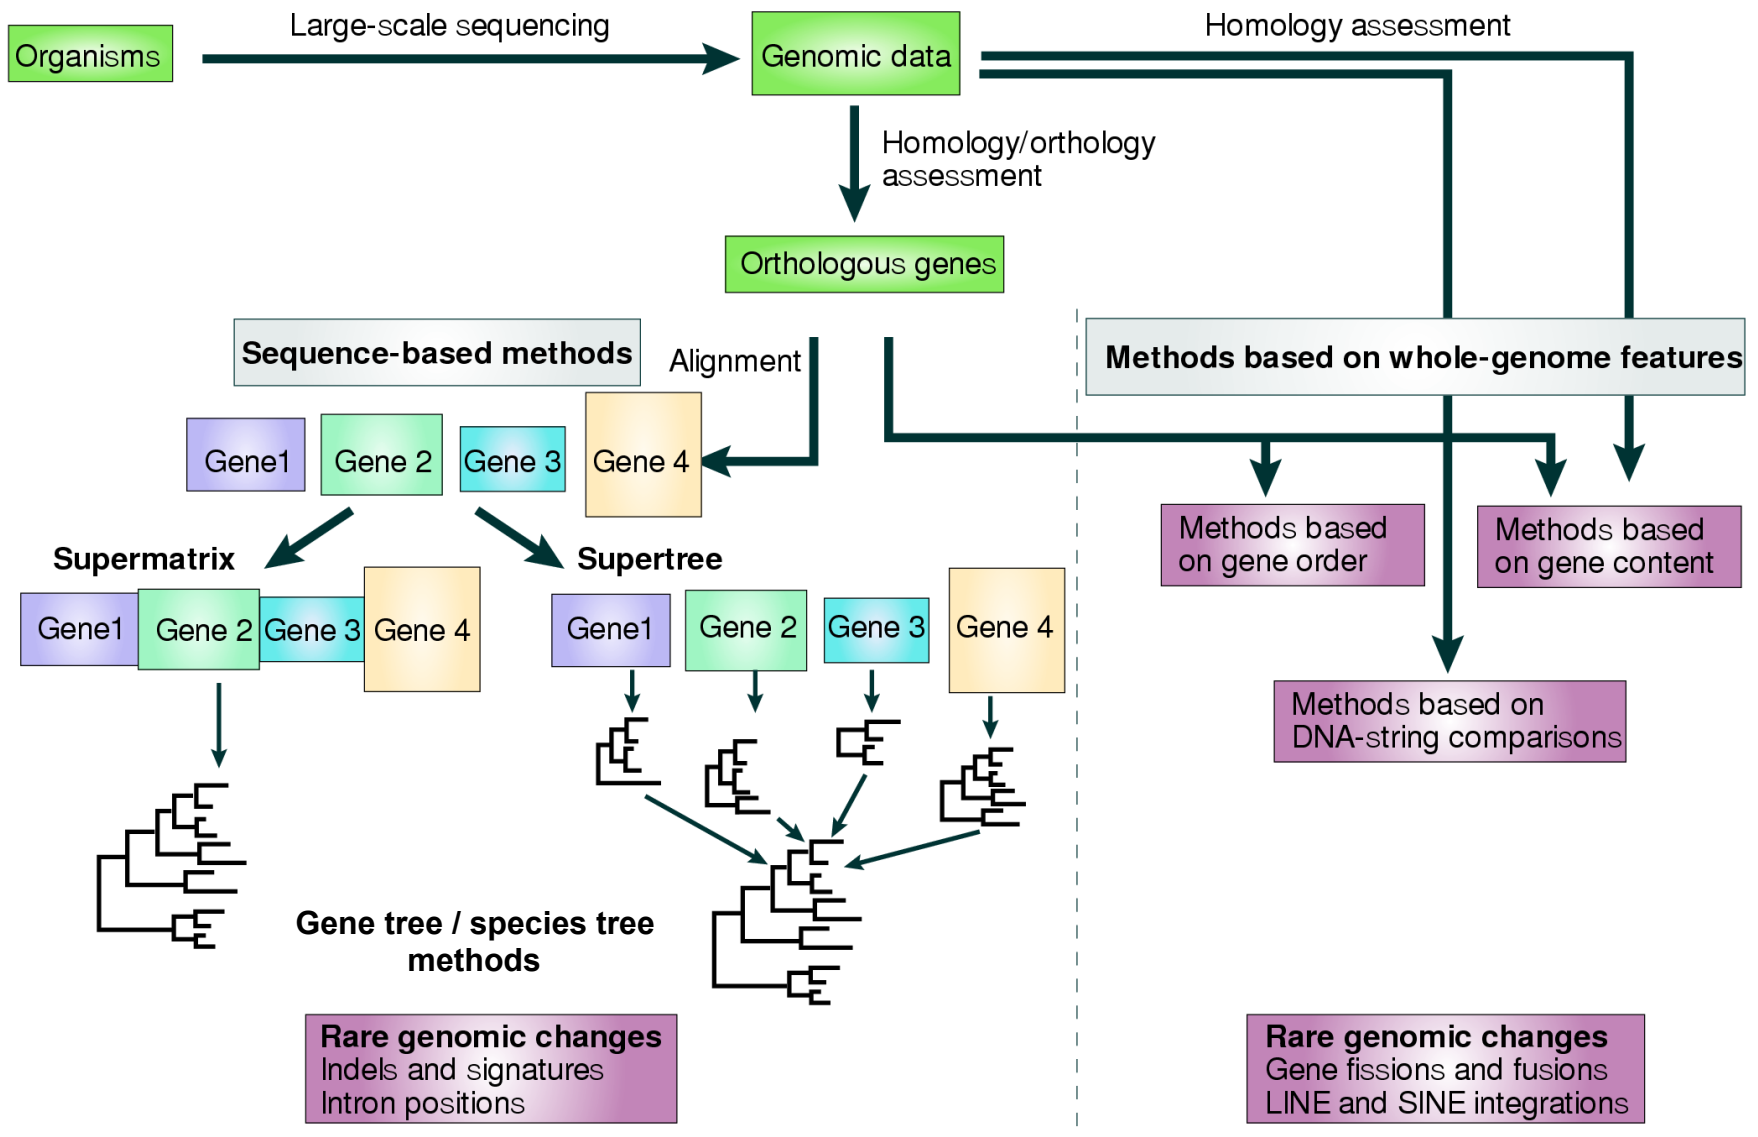 Large-scale sequencing
Homology assessment
Organisms
Genomic data
Homology/orthology
assessment
Orthologous genes
Sequence-based methods
Alignment
Methods based on whole-genome features
Gene1
Gene 2
Gene 3
Gene 4
Supermatrix
Supertree
Methods based
on gene order
Methods based
on gene content
Gene1
Gene 2
Gene 3
Gene 4
Gene1
Gene 2
Gene 3
Gene 4
Methods based on
DNA-string comparisons
Gene tree / species tree
methods
Rare genomic changes
Indels and signatures
Intron positions
Rare genomic changes
Gene fissions and fusions
LINE and SINE integrations